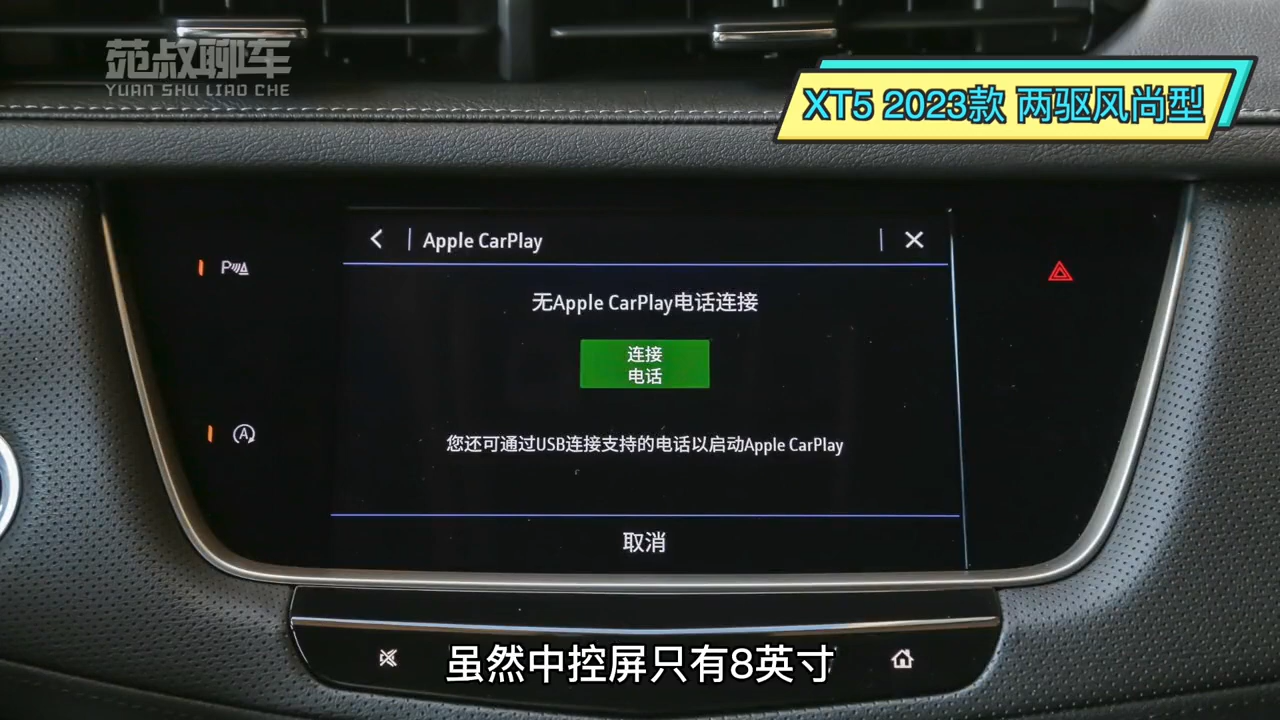 苑叔聊车
YUAN SHU LIAO CHE
XT5 2023款 两驱风尚型
Apple CarPlay
无Apple CarPlay电话连接
连接
电话
您还可通过USB连接支持的电话以启动Apple CarPlay
取消
虽然中控屏只有8英寸